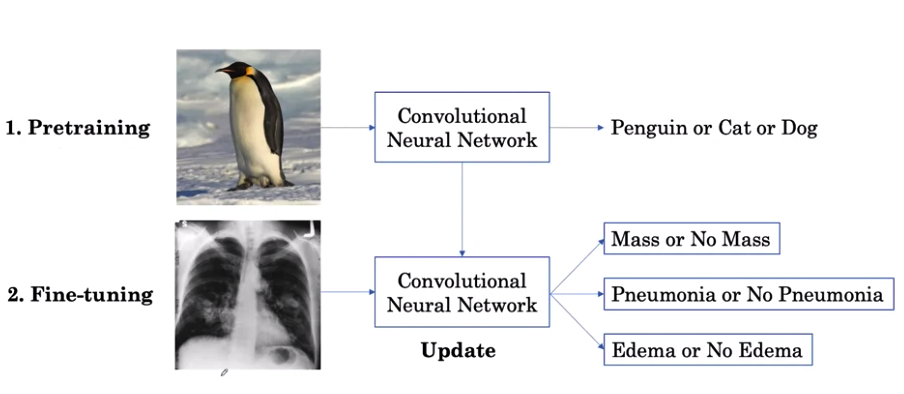 1. Pretraining
Convolutional
Neural Network
Penguin or Cat or Dog
2. Fine-tuning
Convolutional
Neural Network
Update
Mass or No Mass
Pneumonia or No Pneumonia
Edema or No Edema